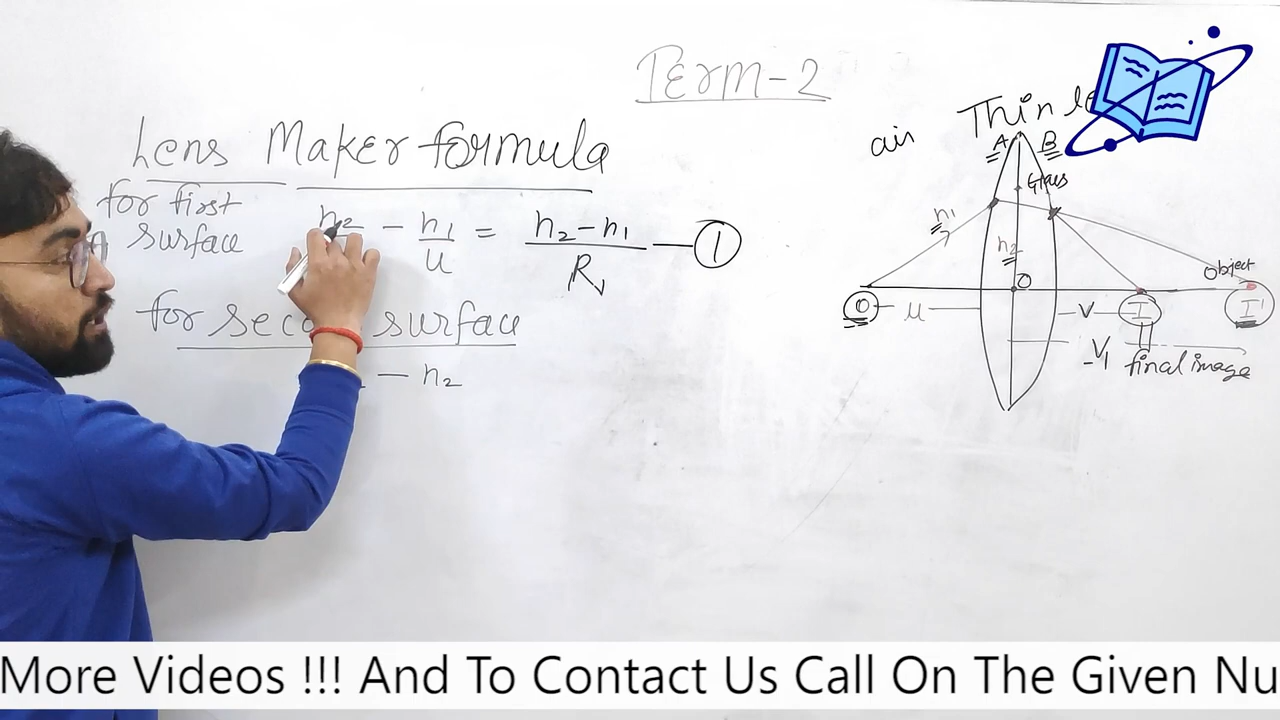 Term-2
Lens Maker formula
for first
surface
n2 - n1/u = n2-n1/R1 — 1
for second surface
- n2
air
Thin
A B
Glass
n1
n2
O
O
u
v
I
Object
I'
v1
final image
More Videos !!! And To Contact Us Call On The Given Nu